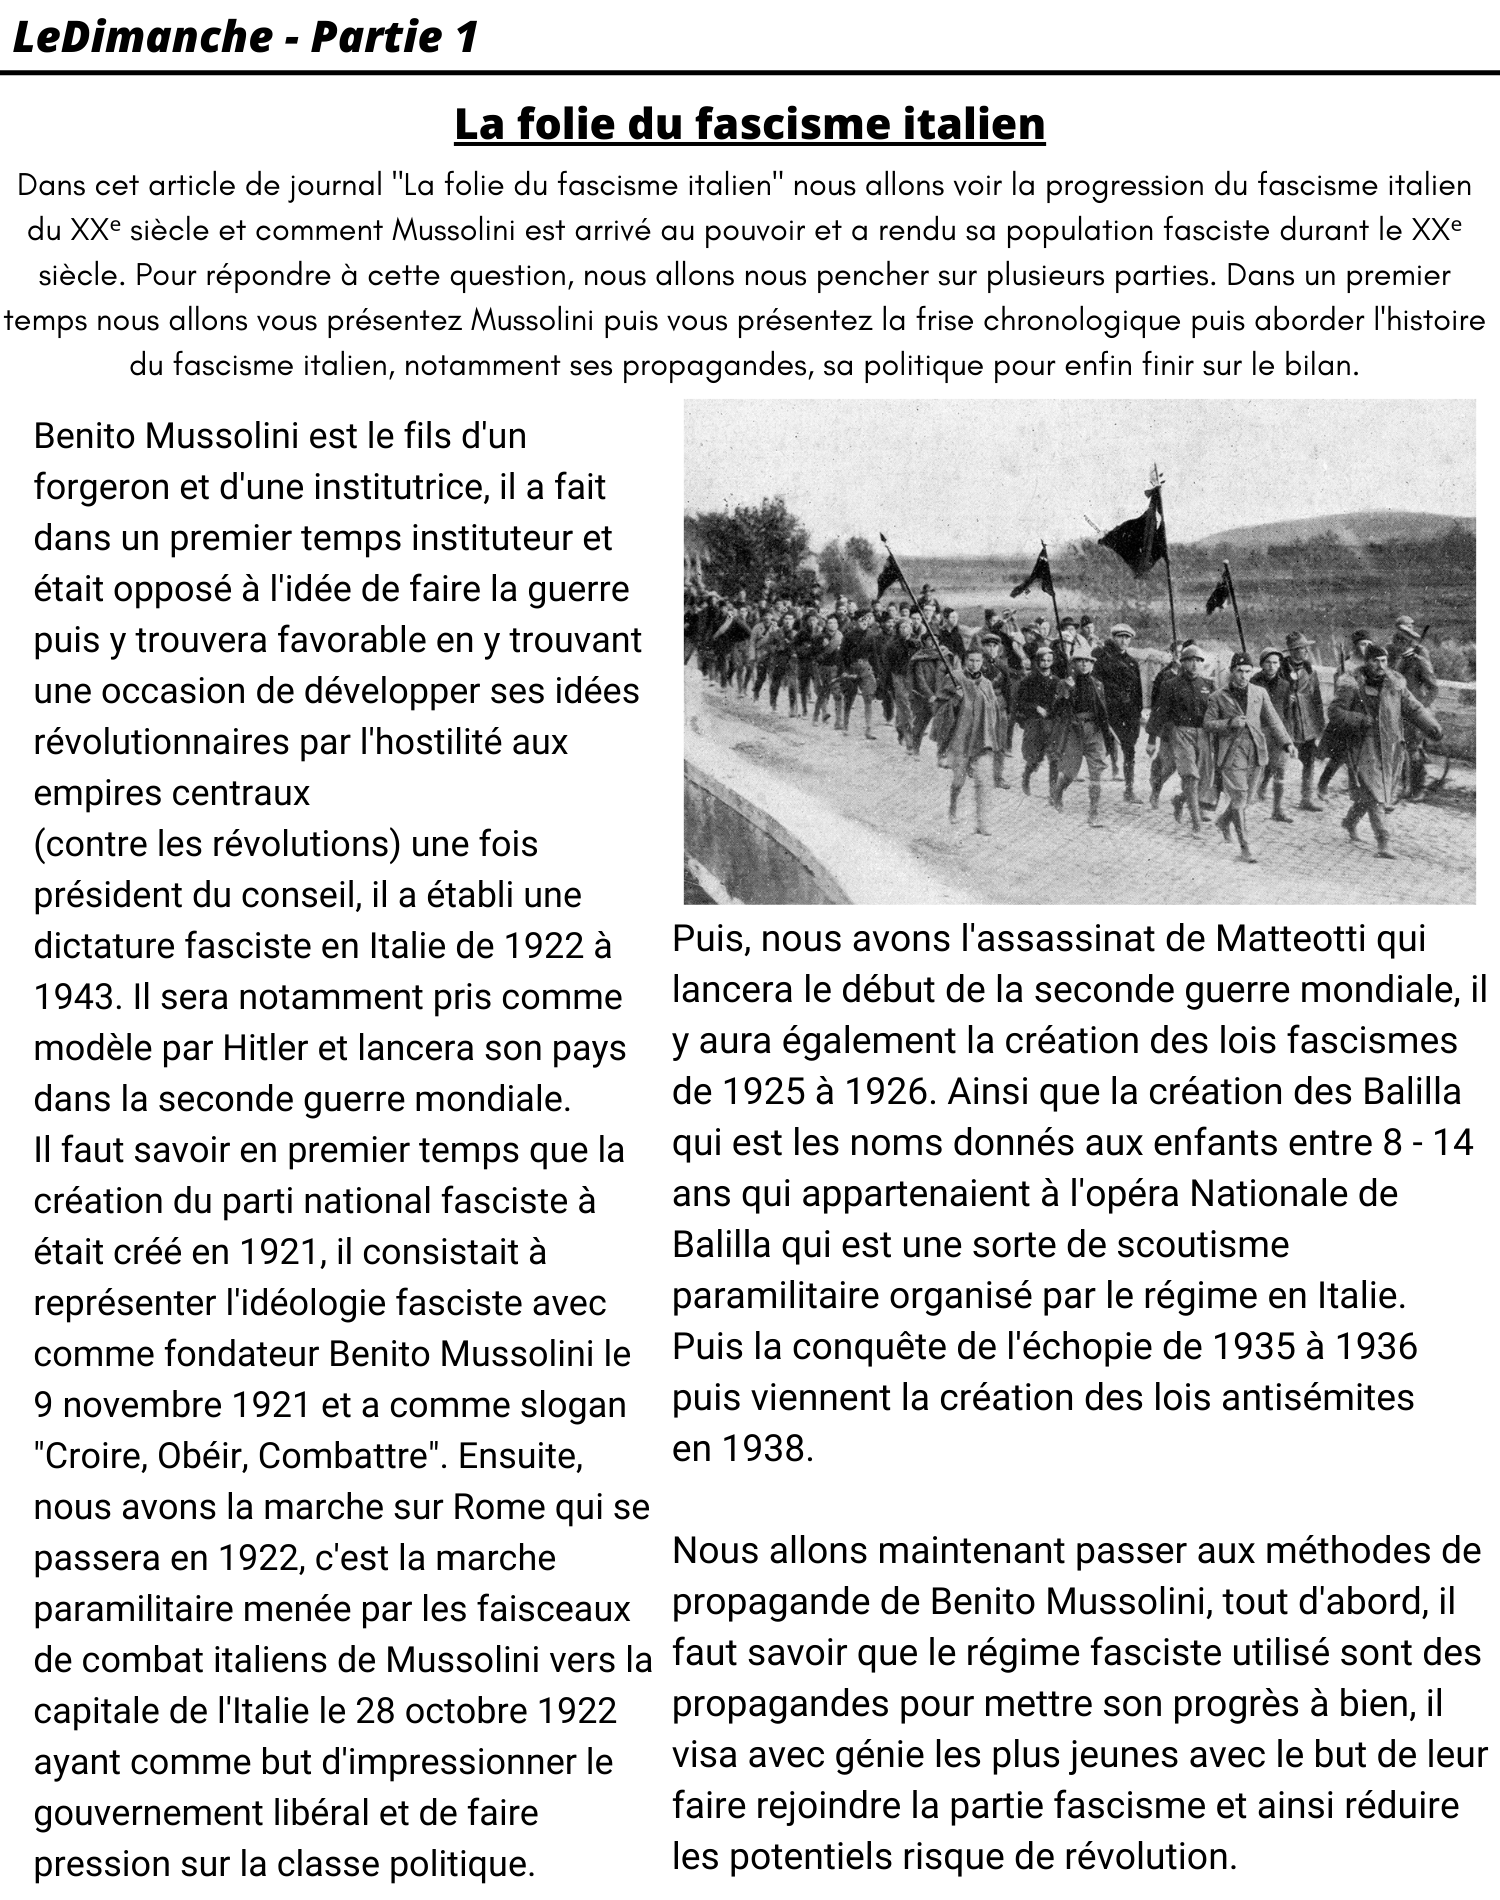 LeDimanche - Partie 1
La folie du fascisme italien
Dans cet article de journal "La folie du fascisme italien" nous allons voir la progression du fascisme italien
du XXᵉ siècle et comment Mussolini est arrivé au pouvoir et a rendu sa population fasciste durant le XXᵉ
siècle. Pour répondre à cette question, nous allons nous pencher sur plusieurs parties. Dans un premier
temps nous allons vous présentez Mussolini puis vous présentez la frise chronologique puis aborder l'histoire
du fascisme italien, notamment ses propagandes, sa politique pour enfin finir sur le bilan.
Benito Mussolini est le fils d'un
forgeron et d'une institutrice, il a fait
dans un premier temps instituteur et
était opposé à l'idée de faire la guerre
puis y trouvera favorable en y trouvant
une occasion de développer ses idées
révolutionnaires par l'hostilité aux
empires centraux
(contre les révolutions) une fois
président du conseil, il a établi une
dictature fasciste en Italie de 1922 à
1943. Il sera notamment pris comme
modèle par Hitler et lancera son pays
dans la seconde guerre mondiale.
Il faut savoir en premier temps que la
création du parti national fasciste à
était créé en 1921, il consistait à
représenter l'idéologie fasciste avec
comme fondateur Benito Mussolini le
9 novembre 1921 et a comme slogan
"Croire, Obéir, Combattre". Ensuite,
nous avons la marche sur Rome qui se
passera en 1922, c'est la marche
paramilitaire menée par les faisceaux
de combat italiens de Mussolini vers la
capitale de l'Italie le 28 octobre 1922
ayant comme but d'impressionner le
gouvernement libéral et de faire
pression sur la classe politique.
Puis, nous avons l'assassinat de Matteotti qui
lancera le début de la seconde guerre mondiale, il
y aura également la création des lois fascismes
de 1925 à 1926. Ainsi que la création des Balilla
qui est les noms donnés aux enfants entre 8 - 14
ans qui appartenaient à l'opéra Nationale de
Balilla qui est une sorte de scoutisme
paramilitaire organisé par le régime en Italie.
Puis la conquête de l'échopie de 1935 à 1936
puis viennent la création des lois antisémites
en 1938.
Nous allons maintenant passer aux méthodes de
propagande de Benito Mussolini, tout d'abord, il
faut savoir que le régime fasciste utilisé sont des
propagandes pour mettre son progrès à bien, il
visa avec génie les plus jeunes avec le but de leur
faire rejoindre la partie fascisme et ainsi réduire
les potentiels risque de révolution.